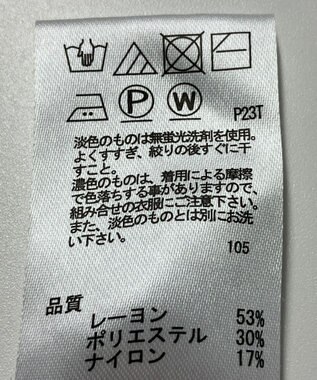 P W P23T
淡色のものは無蛍光洗剤を使用。
よくすすぎ、絞りの後すぐに干
すこと。
濃色のものは、着用による摩擦
で色落ちする事がありますので、
組み合せの衣服にご注意下さい。
また、淡色のものとは別にお洗
い下さい。
105
品質
レーヨン 53%
ポリエステル 30%
ナイロン 17%